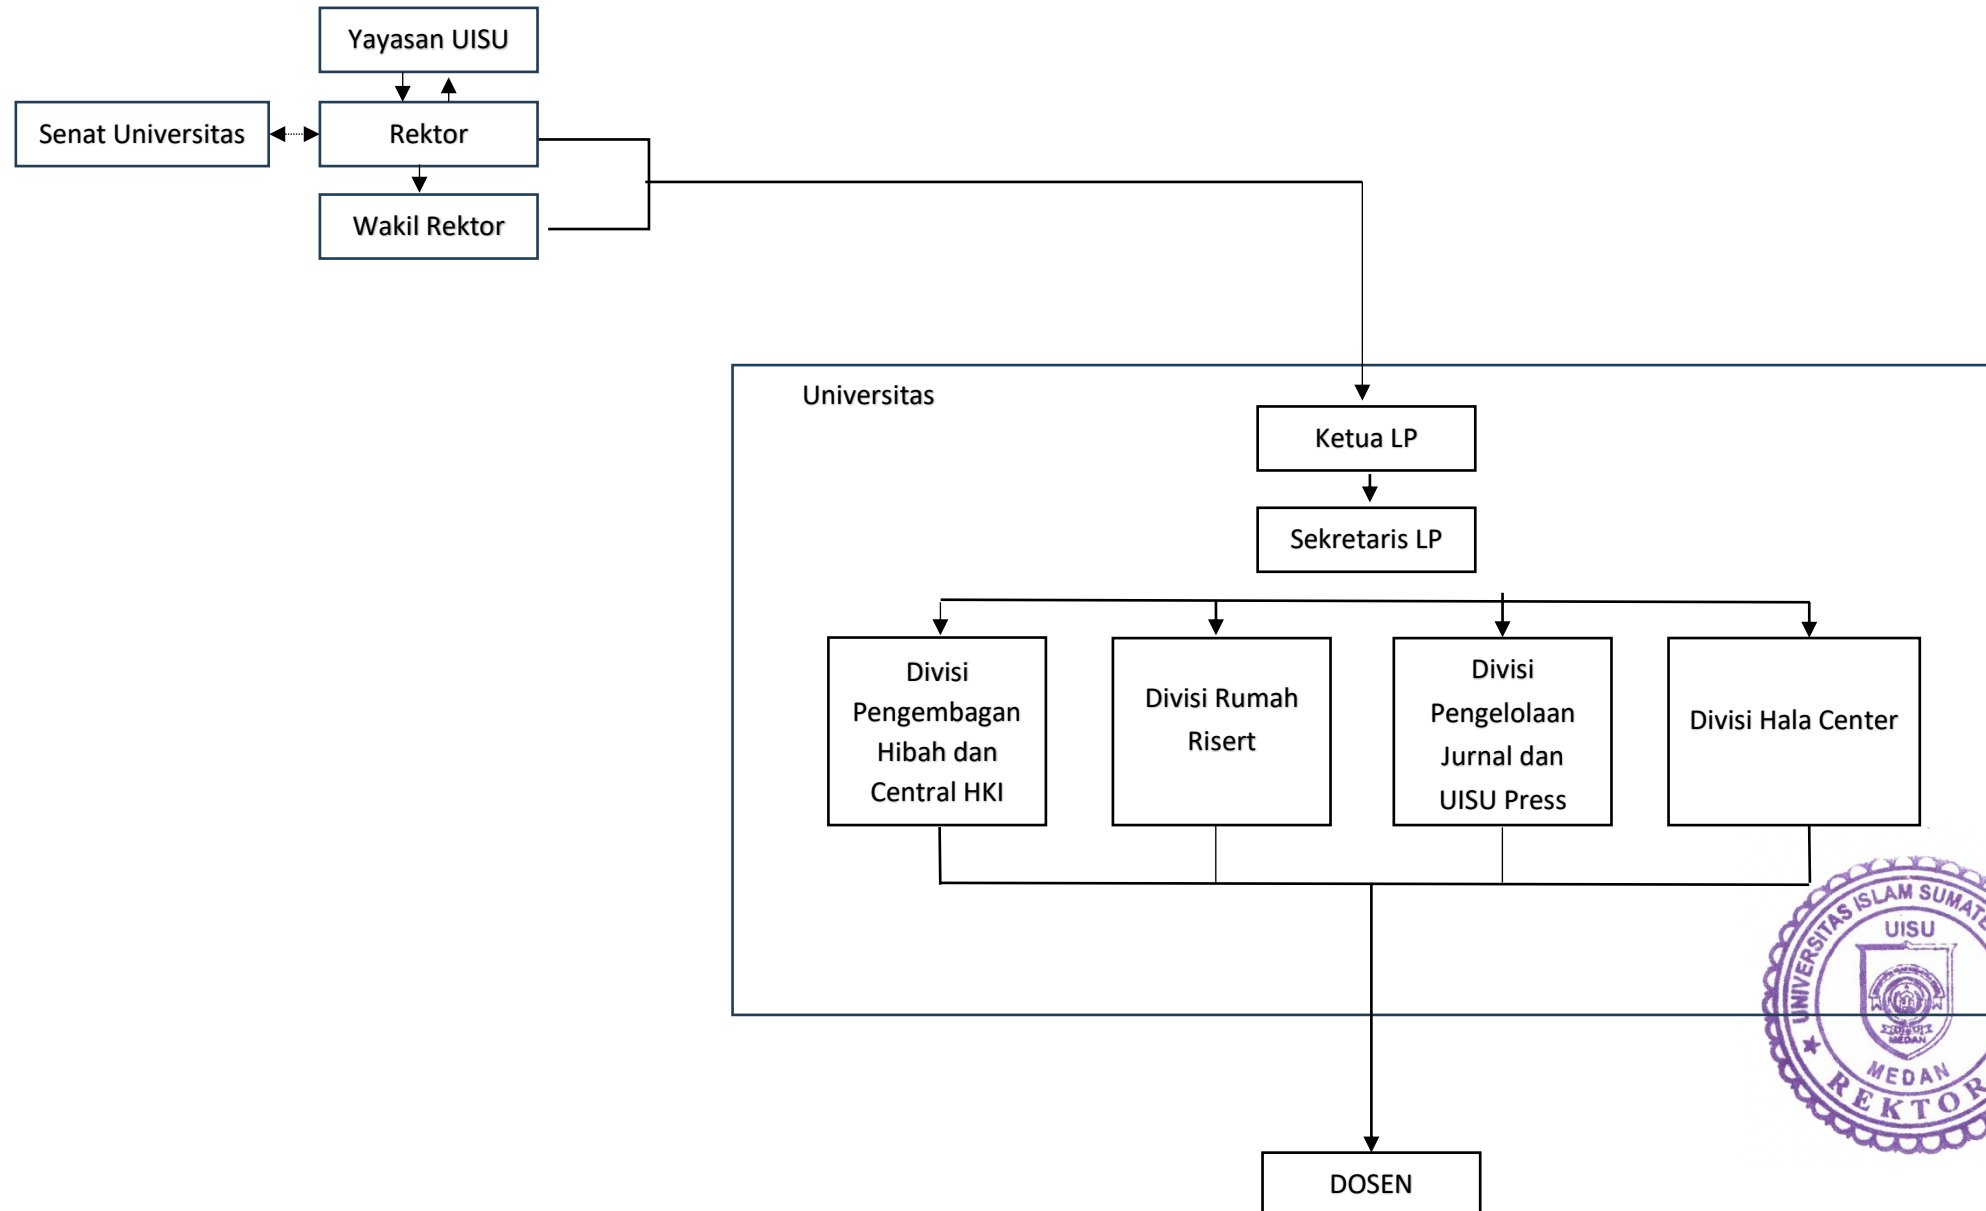 Yayasan UISU
Senat Universitas
Rektor
Wakil Rektor
Universitas
Ketua LP
Sekretaris LP
Divisi
Pengembagan
Hibah dan
Central HKI
Divisi Rumah
Risert
Divisi
Pengelolaan
Jurnal dan
UISU Press
Divisi Hala Center
UNIVERSITAS ISLAM
UISU
MEDAN
MEDAN
REKTOR
DOSEN